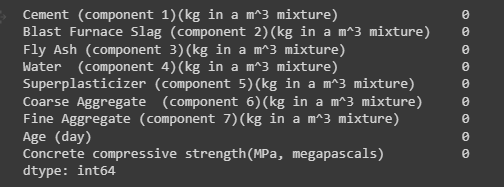 Cement (component 1)(kg in a m^3 mixture) 0
Blast Furnace Slag (component 2)(kg in a m^3 mixture) 0
Fly Ash (component 3)(kg in a m^3 mixture) 0
Water  (component 4)(kg in a m^3 mixture) 0
Superplasticizer (component 5)(kg in a m^3 mixture) 0
Coarse Aggregate  (component 6)(kg in a m^3 mixture) 0
Fine Aggregate (component 7)(kg in a m^3 mixture) 0
Age (day) 0
Concrete compressive strength(MPa, megapascals) 0
dtype: int64